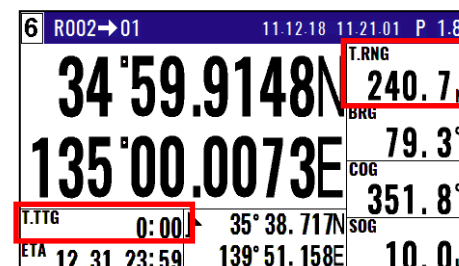 6 R002→01 11-12-18 11-21-01 P 1.8
34°59.9148N
135°00.0073E
T.RNG
240.7
BRG
79.3°
COG
351.8°
SOG
10.0
T.TTG
0:00
ETA
12 31 23:59
35°38.717N
139°51.158E